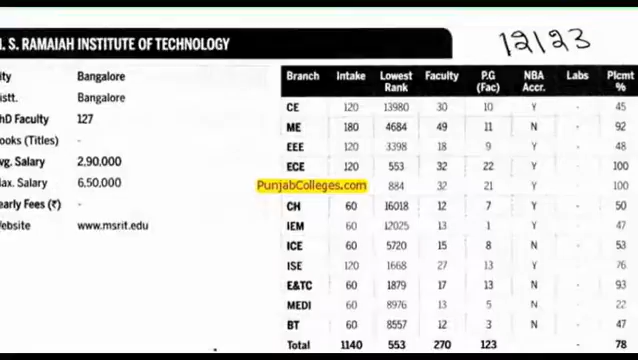 . S. RAMAIAH INSTITUTE OF TECHNOLOGY
12123
ity Bangalore
istt. Bangalore
hD Faculty 127
ooks (Titles) -
vg. Salary 2,90,000
ax. Salary 6,50,000
early Fees (₹) -
ebsite www.msrit.edu
Branch Intake Lowest Rank Faculty P.G (Fac) NBA Accr. Labs Plcmt %
CE 120 13980 30 10 Y - 45
ME 180 4684 49 11 N - 92
EEE 120 3398 18 9 Y - 48
ECE 120 553 32 22 Y - 100
PunjabColleges.com 884 32 21 Y - 100
CH 60 16018 12 7 Y - 50
IEM 60 12025 13 1 Y - 47
ICE 60 5720 15 8 N - 53
ISE 120 1668 27 13 Y - 76
E&TC 60 1879 17 13 N - 93
MEDI 60 8976 13 5 N - 22
BT 60 8557 12 3 N - 47
Total 1140 553 270 123 - 78